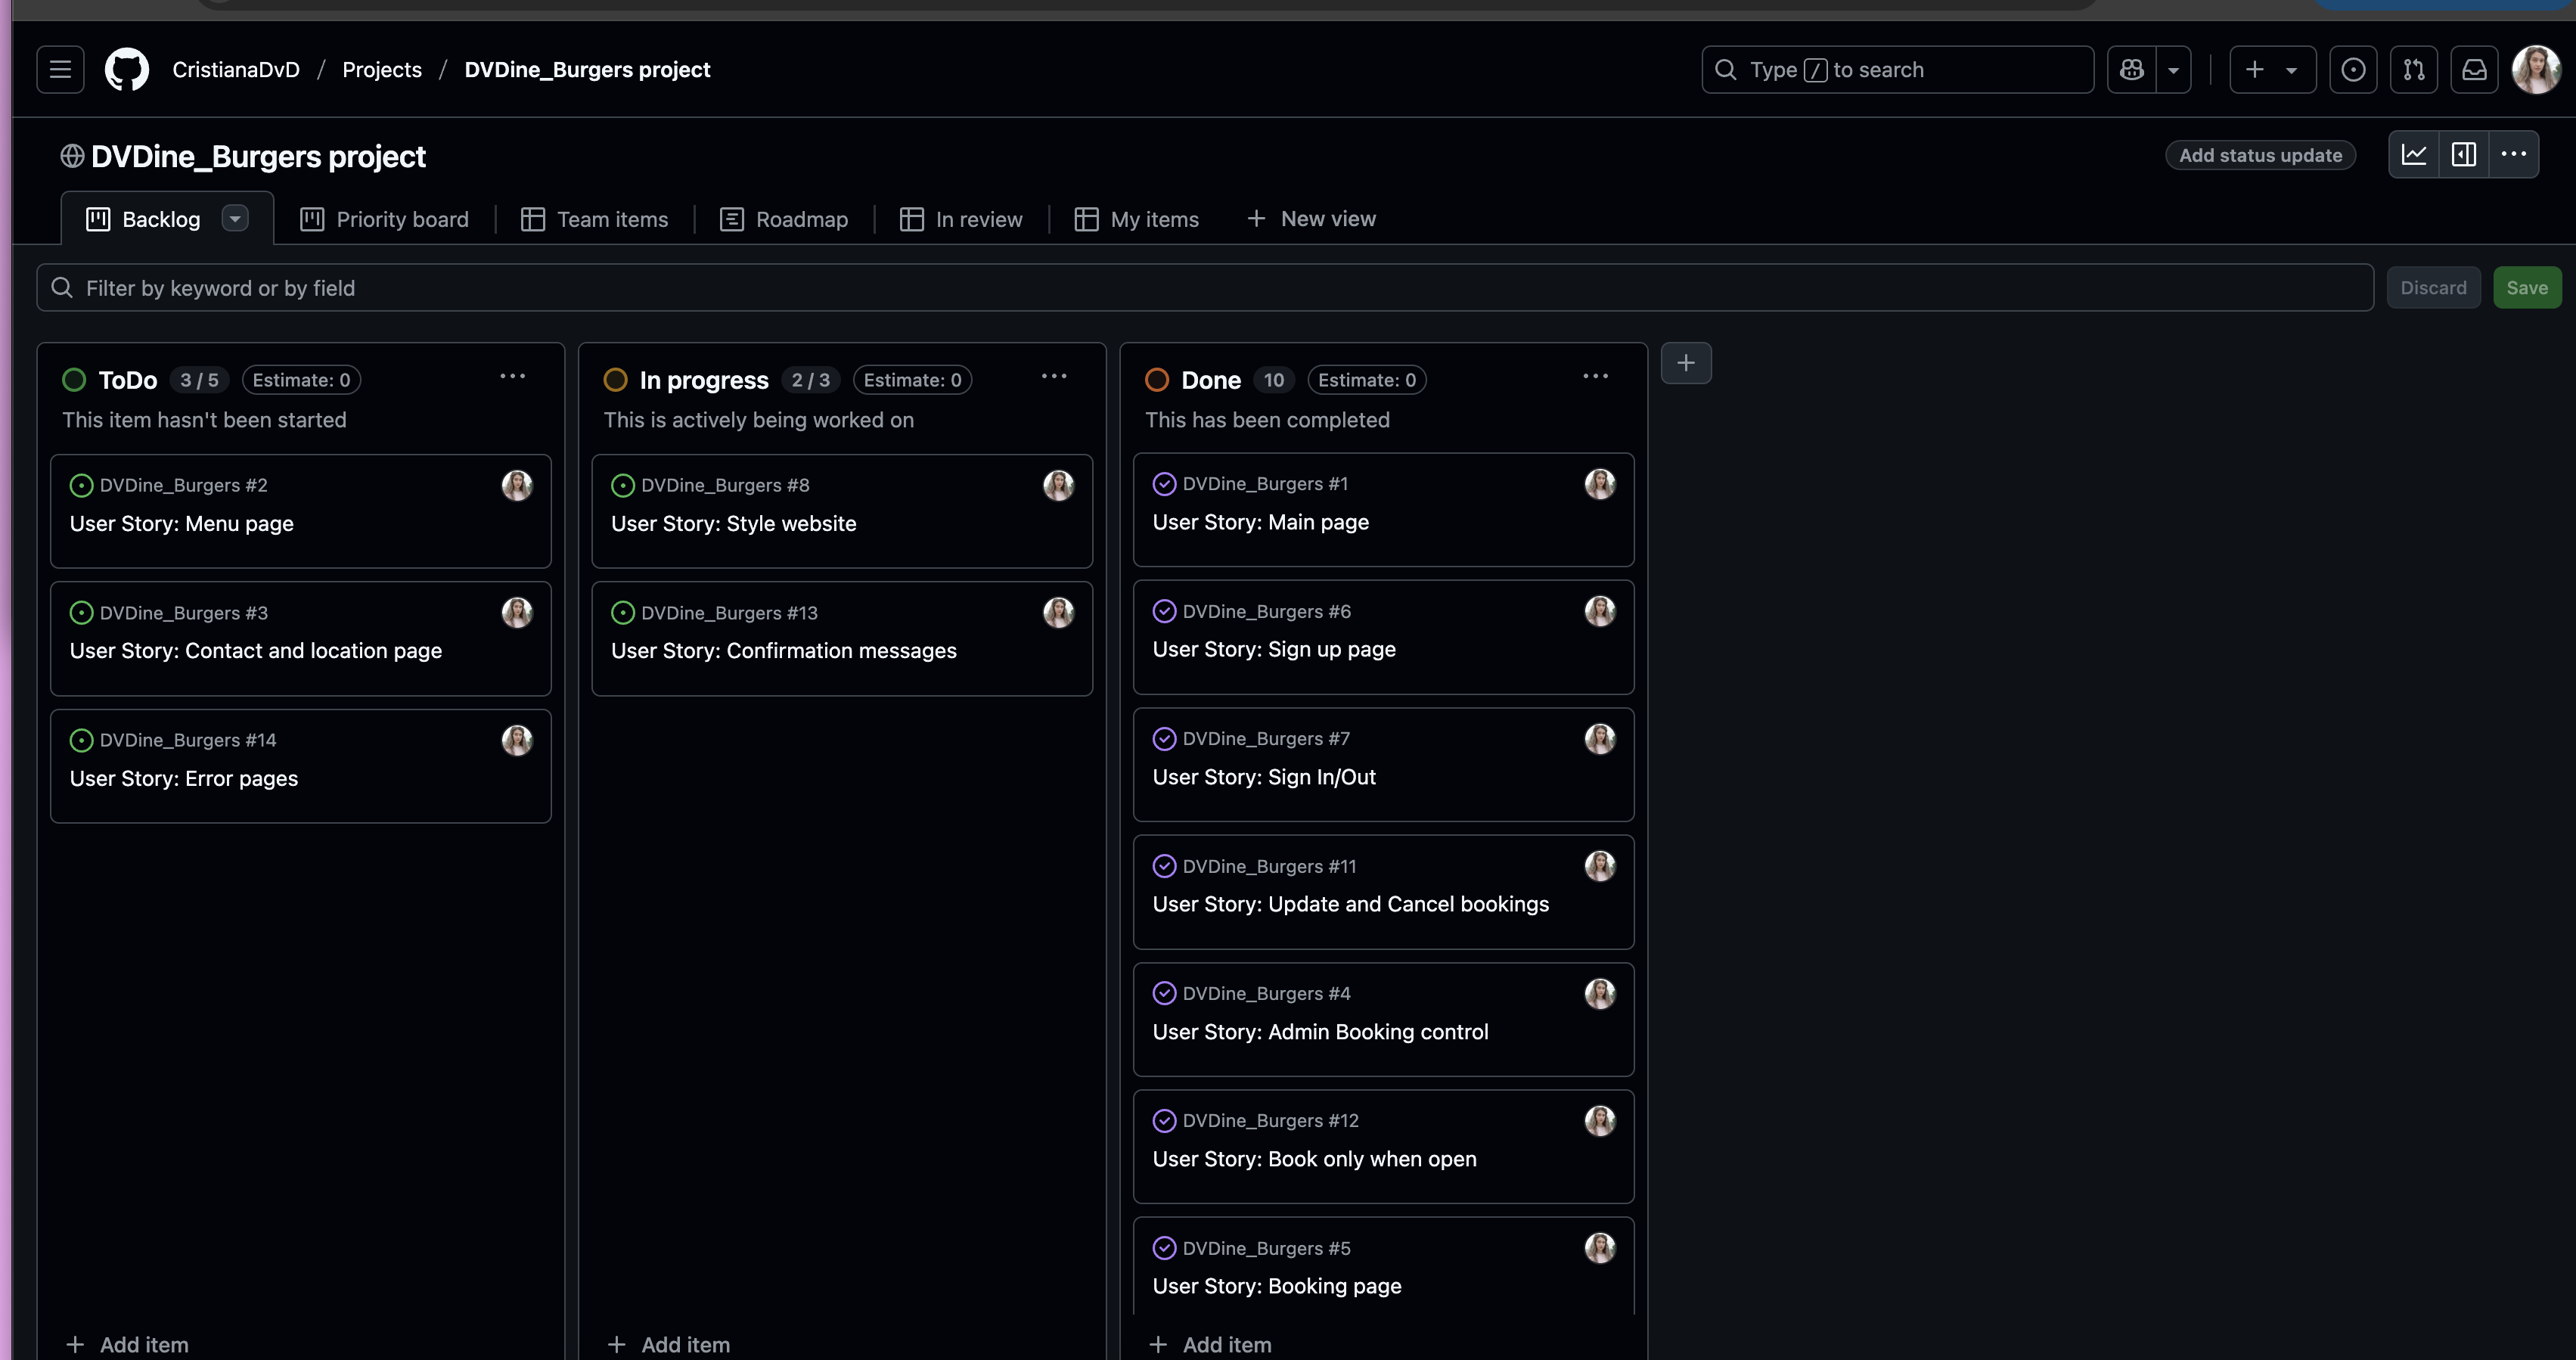 CristianaDvD / Projects / DVDine_Burgers project
Type / to search
DVDine_Burgers project
Add status update
Backlog
Priority board
Team items
Roadmap
In review
My items
New view
Filter by keyword or by field
Discard
Save
ToDo 3 / 5 Estimate: 0
This item hasn't been started
DVDine_Burgers #2
User Story: Menu page
DVDine_Burgers #3
User Story: Contact and location page
DVDine_Burgers #14
User Story: Error pages
Add item
In progress 2 / 3 Estimate: 0
This is actively being worked on
DVDine_Burgers #8
User Story: Style website
DVDine_Burgers #13
User Story: Confirmation messages
Add item
Done 10 Estimate: 0
This has been completed
DVDine_Burgers #1
User Story: Main page
DVDine_Burgers #6
User Story: Sign up page
DVDine_Burgers #7
User Story: Sign In/Out
DVDine_Burgers #11
User Story: Update and Cancel bookings
DVDine_Burgers #4
User Story: Admin Booking control
DVDine_Burgers #12
User Story: Book only when open
DVDine_Burgers #5
User Story: Booking page
Add item